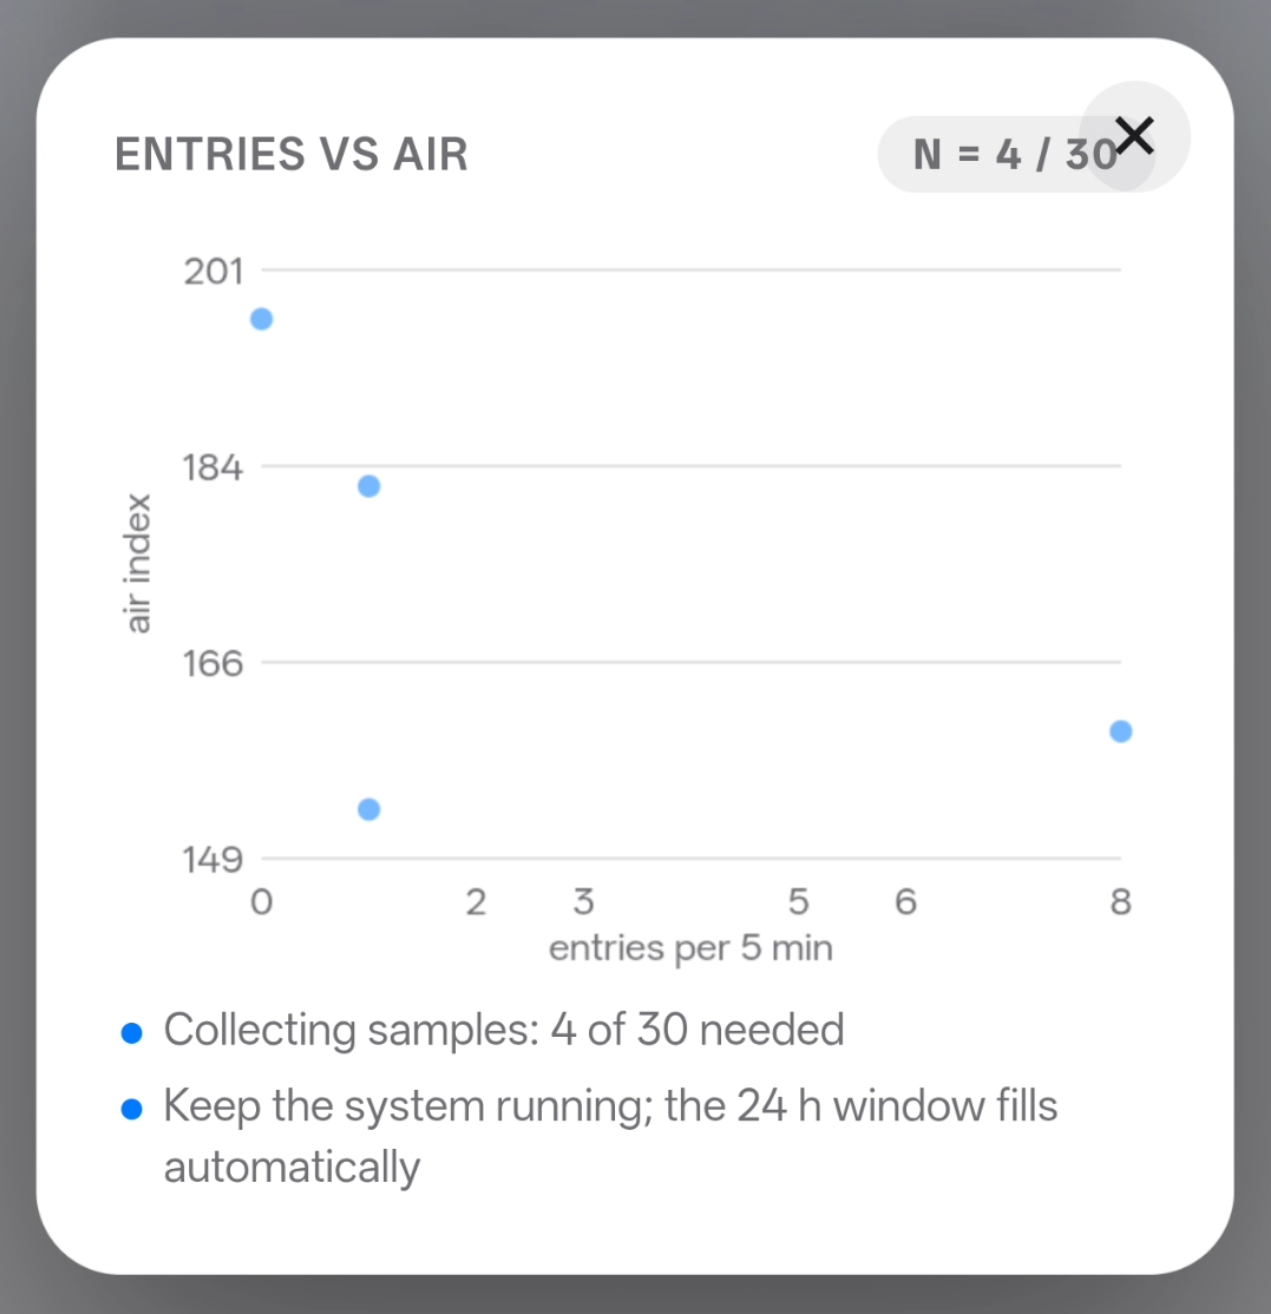 ENTRIES VS AIR
N = 4 / 30
201
184
166
149
air index
0 2 3 5 6 8
entries per 5 min
Collecting samples: 4 of 30 needed
Keep the system running; the 24 h window fills
automatically